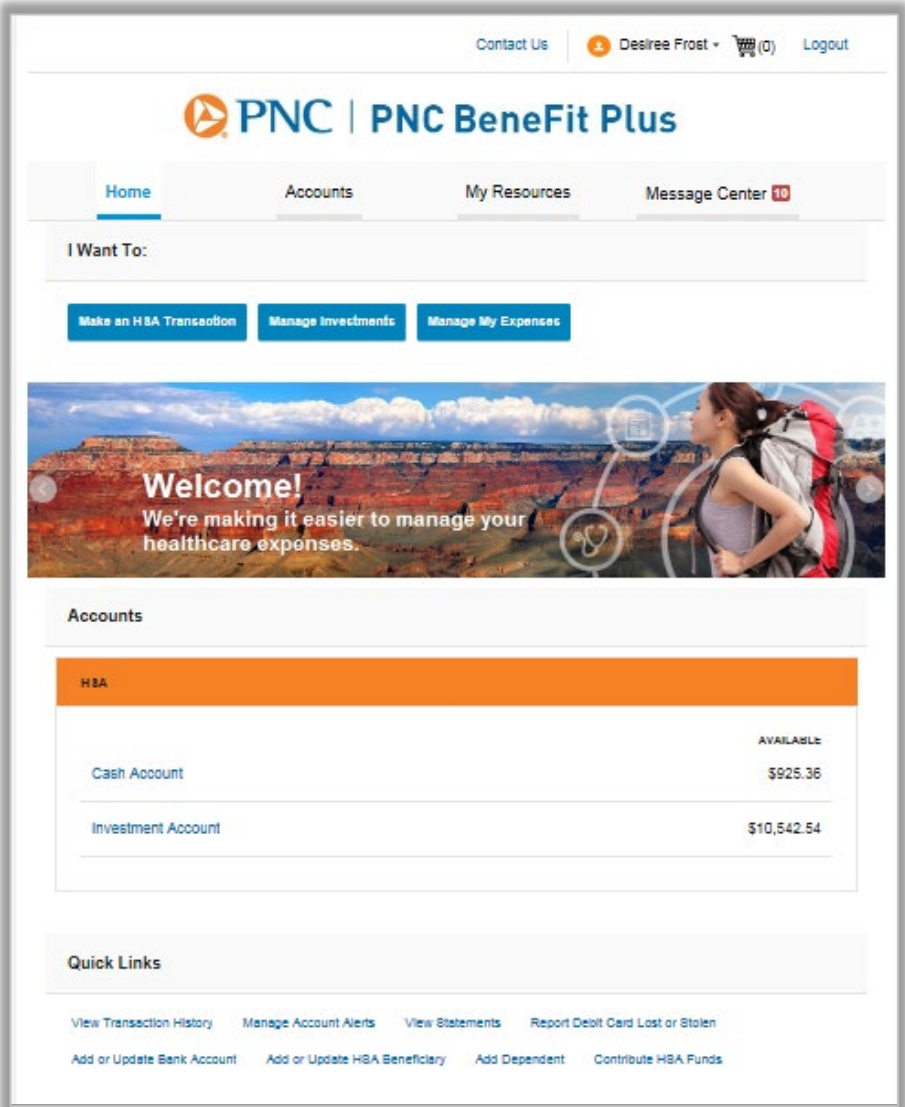 Contact Us Desiree Frost (0) Logout
PNC | PNC BeneFit Plus
Home Accounts My Resources Message Center 10
I Want To:
Make an HSA Transaction Manage Investments Manage My Expenses
Welcome!
We're making it easier to manage your
healthcare expenses.
Accounts
HSA
AVAILABLE
Cash Account $925.36
Investment Account $10,542.54
Quick Links
View Transaction History Manage Account Alerts View Statements Report Debit Card Lost or Stolen
Add or Update Bank Account Add or Update HSA Beneficiary Add Dependent Contribute HSA Funds